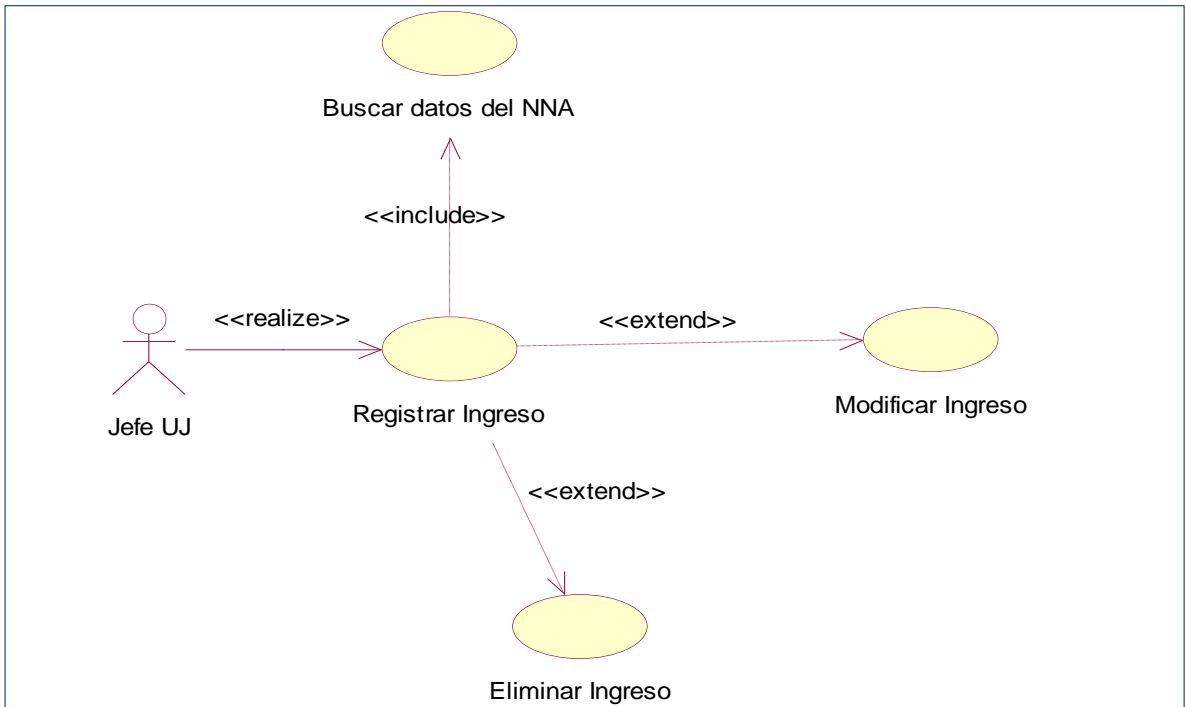 Buscar datos del NNA
<<include>>
<<realize>>
<<extend>>
Jefe UJ
Registrar Ingreso
Modificar Ingreso
<<extend>>
Eliminar Ingreso